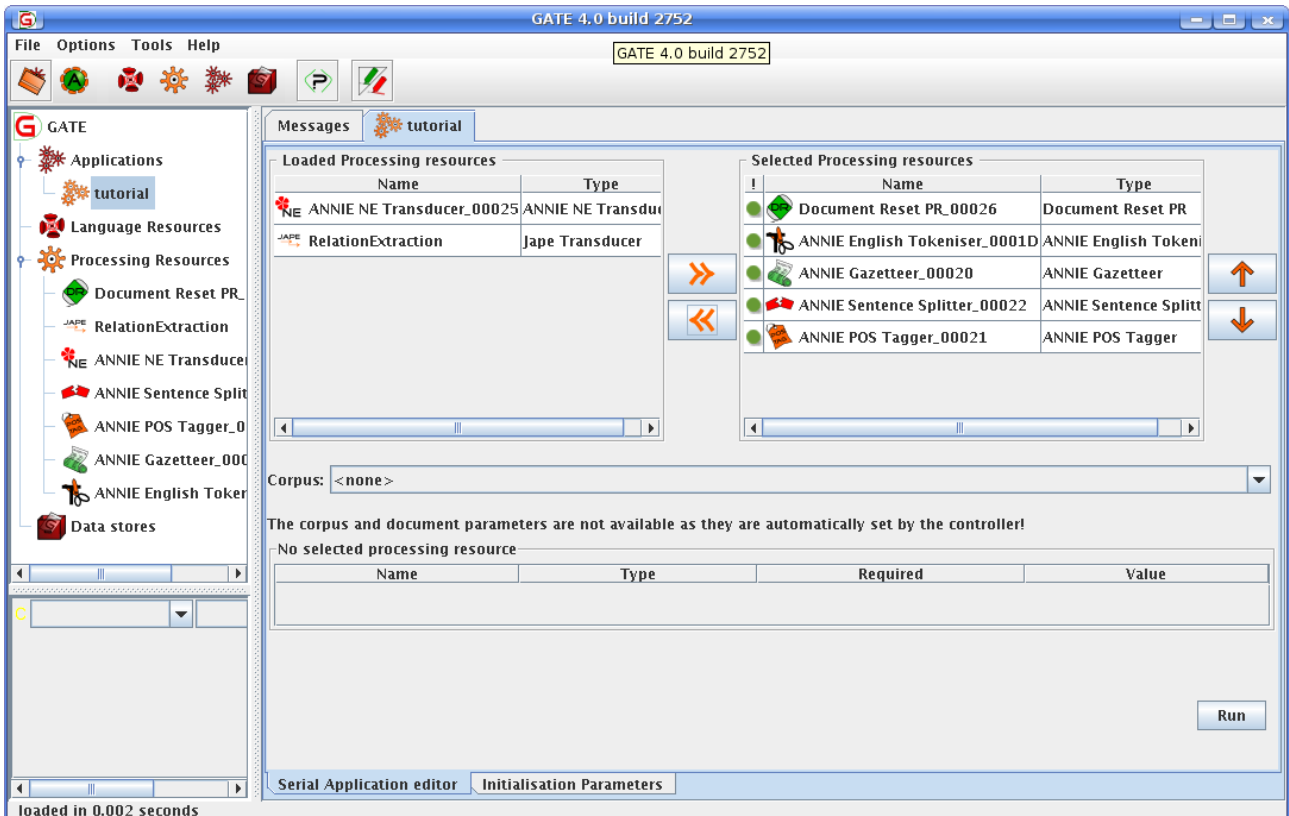 GATE 4.0 build 2752
File Options Tools Help
GATE 4.0 build 2752
GATE
Applications
tutorial
Language Resources
Processing Resources
Document Reset PR_
RelationExtraction
ANNIE NE Transducer
ANNIE Sentence Split
ANNIE POS Tagger_0
ANNIE Gazetteer_000
ANNIE English Token
Data stores
loaded in 0.002 seconds
Messages tutorial
Loaded Processing resources
Name Type
NE ANNIE NE Transducer_00025 ANNIE NE Transdu
JAPE RelationExtraction Jape Transducer
Selected Processing resources
! Name Type
DR Document Reset PR_00026 Document Reset PR
ANNIE English Tokeniser_0001D ANNIE English Tokeni
ANNIE Gazetteer_00020 ANNIE Gazetteer
ANNIE Sentence Splitter_00022 ANNIE Sentence Splitt
POS TAG ANNIE POS Tagger_00021 ANNIE POS Tagger
Corpus: <none>
The corpus and document parameters are not available as they are automatically set by the controller!
No selected processing resource
Name Type Required Value
Run
Serial Application editor Initialisation Parameters